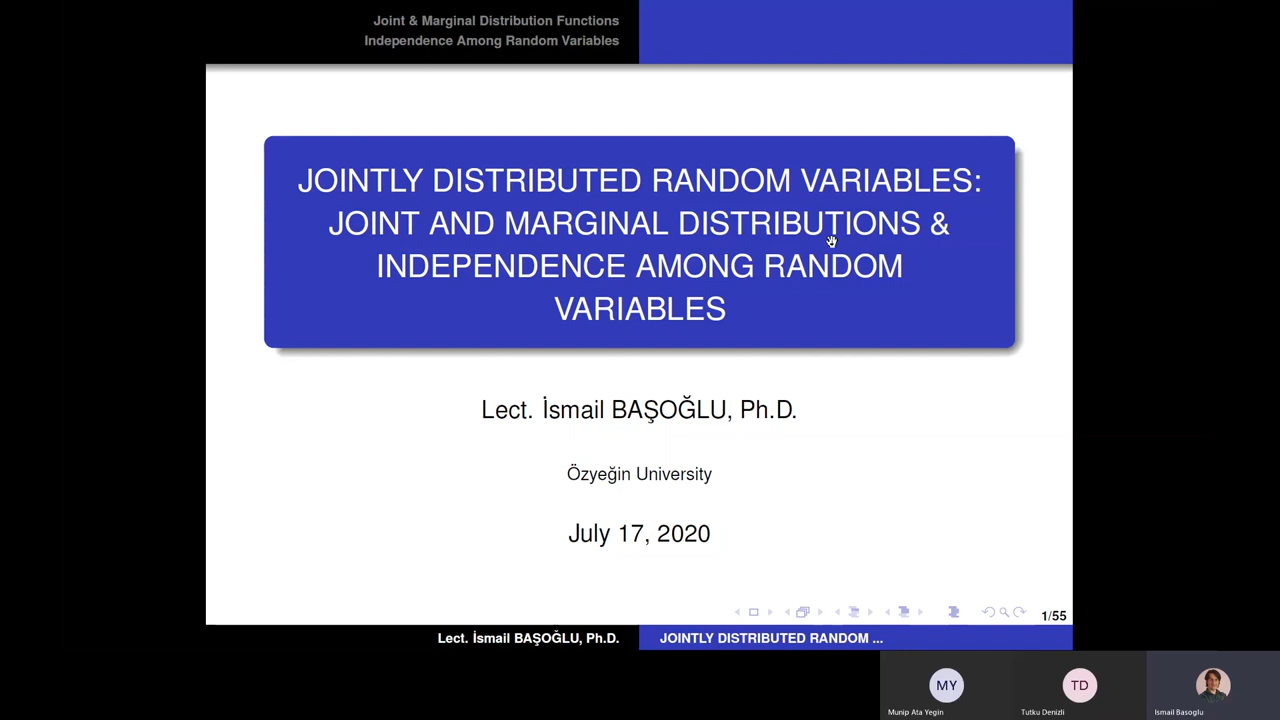 Joint & Marginal Distribution Functions
Independence Among Random Variables
JOINTLY DISTRIBUTED RANDOM VARIABLES:
JOINT AND MARGINAL DISTRIBUTIONS &
INDEPENDENCE AMONG RANDOM
VARIABLES
Lect. İsmail BAŞOĞLU, Ph.D.
Özyeğin University
July 17, 2020
1/55
Lect. İsmail BAŞOĞLU, Ph.D.
JOINTLY DISTRIBUTED RANDOM ...
MY
TD
Munip Ata Yegin
Tutku Denizli
Ismail Basoglu